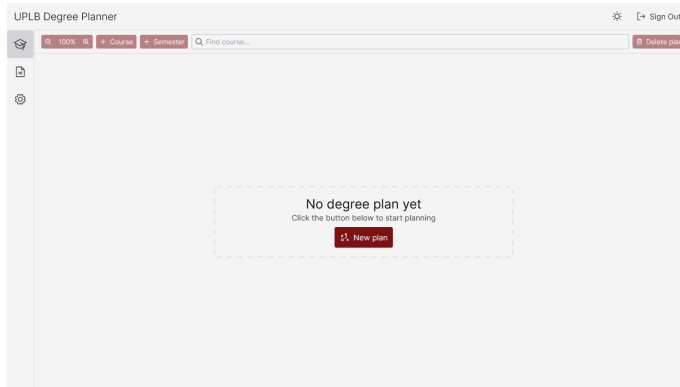 UPLB Degree Planner
Sign Out
100% + Course + Semester Find course... Delete plan
No degree plan yet
Click the button below to start planning
New plan